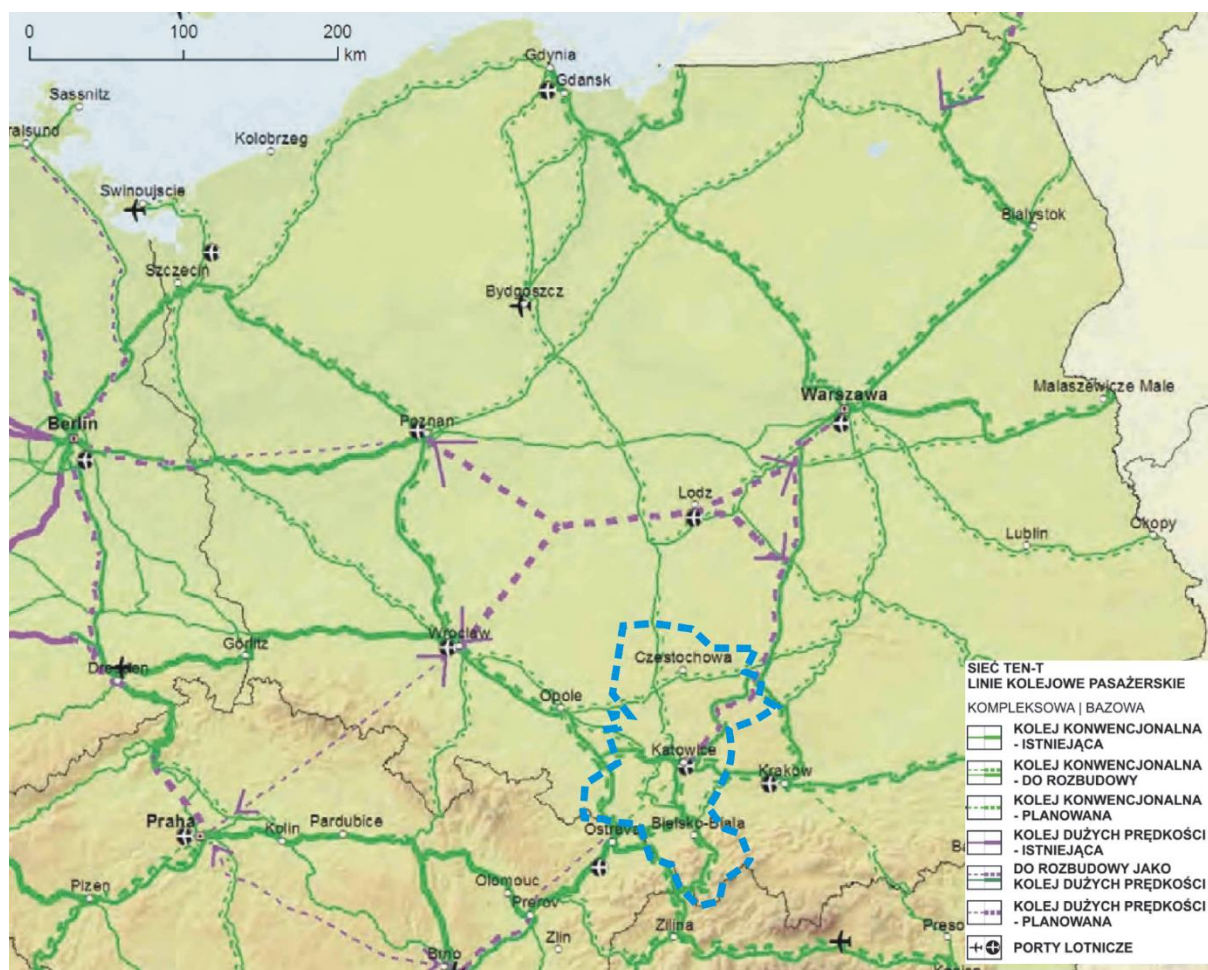 0 100 200
km
Gdynia
Gdansk
Sassnitz
ralsund
Kolobrzeg
Swinoujscie
Bialystok
Szczecin
Bydgoszcz
Malaszewicze Male
Warszawa
Berlin
Poznan
Lodz
Lublin
Okopy
Görlitz
Wroclaw
Dresden
Czestochowa
Opole
Katowice
Kraków
Praha
Kolin
Pardubice
Ostrava
Bielsko-Biala
Plzen
Olomouc
Prerov
Zlin
Zilina
Brno
SIEĆ TEN-T
LINIE KOLEJOWE PASAŻERSKIE
KOMPLEKSOWA | BAZOWA
KOLEJ KONWENCJONALNA
- ISTNIEJĄCA
KOLEJ KONWENCJONALNA
- DO ROZBUDOWY
KOLEJ KONWENCJONALNA
- PLANOWANA
KOLEJ DUŻYCH PRĘDKOŚCI
- ISTNIEJĄCA
DO ROZBUDOWY JAKO
KOLEJ DUŻYCH PRĘDKOŚCI
KOLEJ DUŻYCH PRĘDKOŚCI
- PLANOWANA
PORTY LOTNICZE